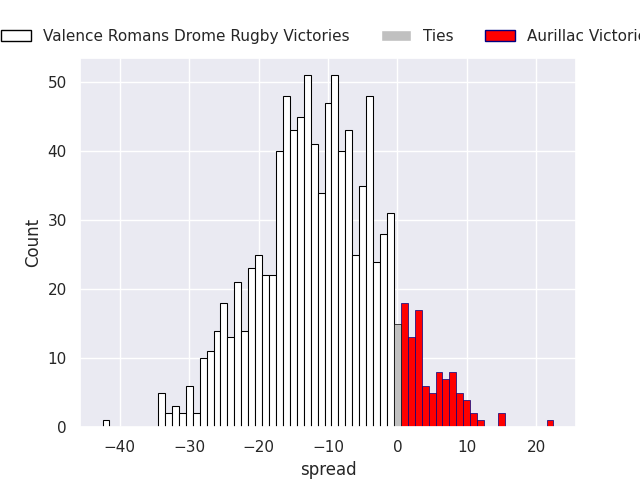 Valence Romans Drome Rugby Victories Ties Aurillac Victorie
50
40
30
20
10
0
Count
−40 −30 −20 −10 0 10 20
spread